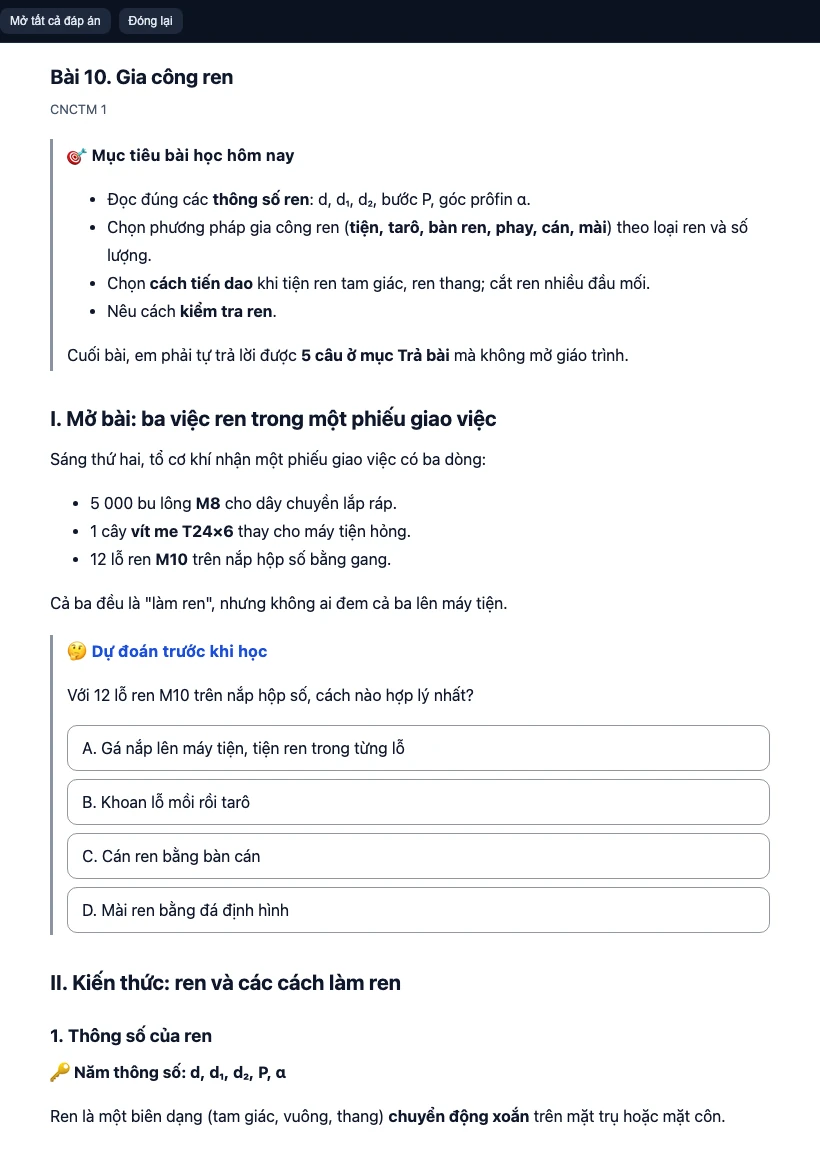 Mở tất cả đáp án
Đóng lại
Bài 10. Gia công ren
CNCTM 1
🎯 Mục tiêu bài học hôm nay
• Đọc đúng các thông số ren: d, d₁, d₂, bước P, góc prôfin α.
• Chọn phương pháp gia công ren (tiện, tarô, bàn ren, phay, cán, mài) theo loại ren và số
lượng.
• Chọn cách tiến dao khi tiện ren tam giác, ren thang; cắt ren nhiều đầu mối.
• Nêu cách kiểm tra ren.
Cuối bài, em phải tự trả lời được 5 câu ở mục Trả bài mà không mở giáo trình.
I. Mở bài: ba việc ren trong một phiếu giao việc
Sáng thứ hai, tổ cơ khí nhận một phiếu giao việc có ba dòng:
• 5 000 bu lông M8 cho dây chuyền lắp ráp.
• 1 cây vít me T24×6 thay cho máy tiện hỏng.
• 12 lỗ ren M10 trên nắp hộp số bằng gang.
Cả ba đều là "làm ren", nhưng không ai đem cả ba lên máy tiện.
🤔 Dự đoán trước khi học
Với 12 lỗ ren M10 trên nắp hộp số, cách nào hợp lý nhất?
A. Gá nắp lên máy tiện, tiện ren trong từng lỗ
B. Khoan lỗ mồi rồi tarô
C. Cán ren bằng bàn cán
D. Mài ren bằng đá định hình
II. Kiến thức: ren và các cách làm ren
1. Thông số của ren
🔑 Năm thông số: d, d₁, d₂, P, α
Ren là một biên dạng (tam giác, vuông, thang) chuyển động xoắn trên mặt trụ hoặc mặt côn.